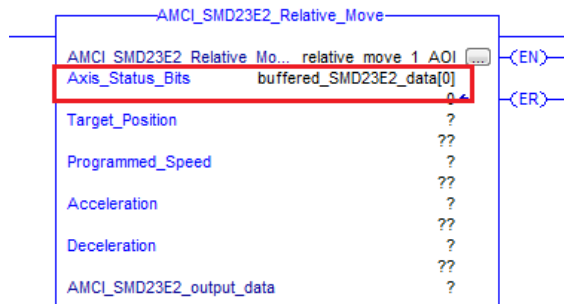 AMCI_SMD23E2_Relative_Move
AMCI_SMD23E2_Relative_Mo... relative_move_1_AOI ... (EN)
Axis_Status_Bits buffered_SMD23E2_data[0]
0 (ER)
Target_Position ?
??
Programmed_Speed ?
??
Acceleration ?
??
Deceleration ?
??
AMCI_SMD23E2_output_data ?